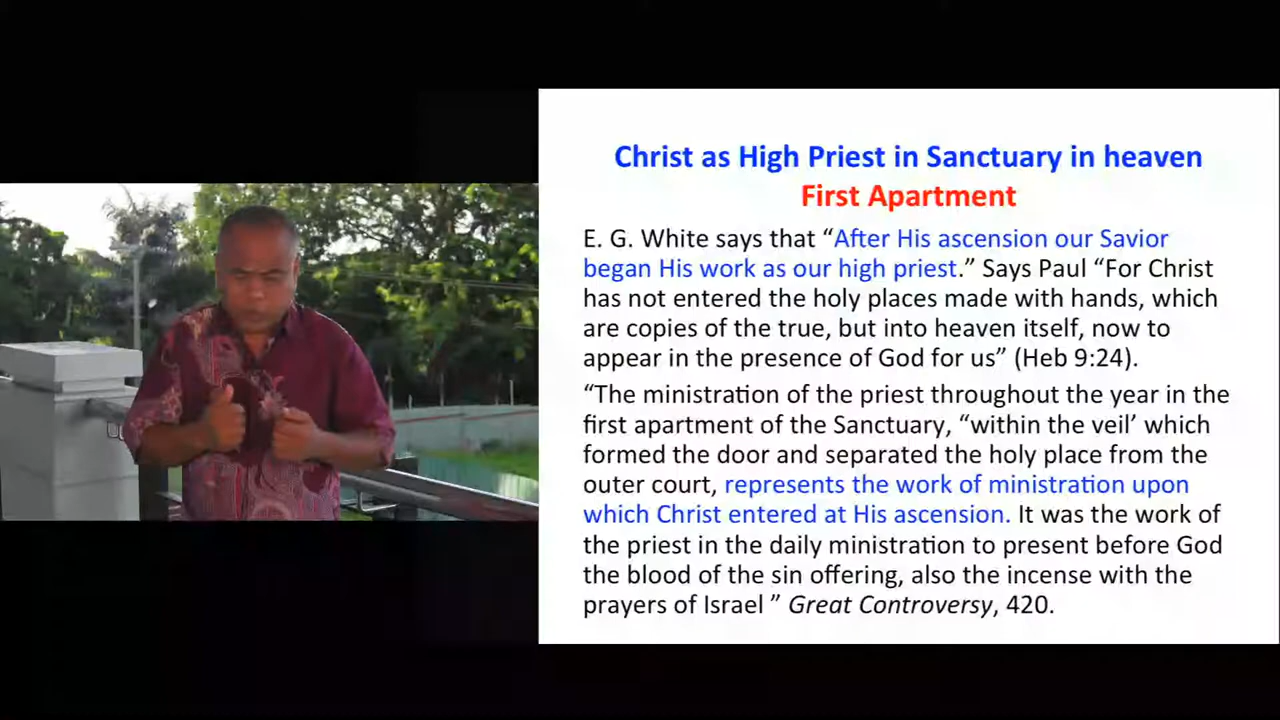 Christ as High Priest in Sanctuary in heaven
First Apartment
E. G. White says that “After His ascension our Savior
began His work as our high priest.” Says Paul “For Christ
has not entered the holy places made with hands, which
are copies of the true, but into heaven itself, now to
appear in the presence of God for us” (Heb 9:24).
“The ministration of the priest throughout the year in the
first apartment of the Sanctuary, “within the veil’ which
formed the door and separated the holy place from the
outer court, represents the work of ministration upon
which Christ entered at His ascension. It was the work of
the priest in the daily ministration to present before God
the blood of the sin offering, also the incense with the
prayers of Israel ” Great Controversy, 420.